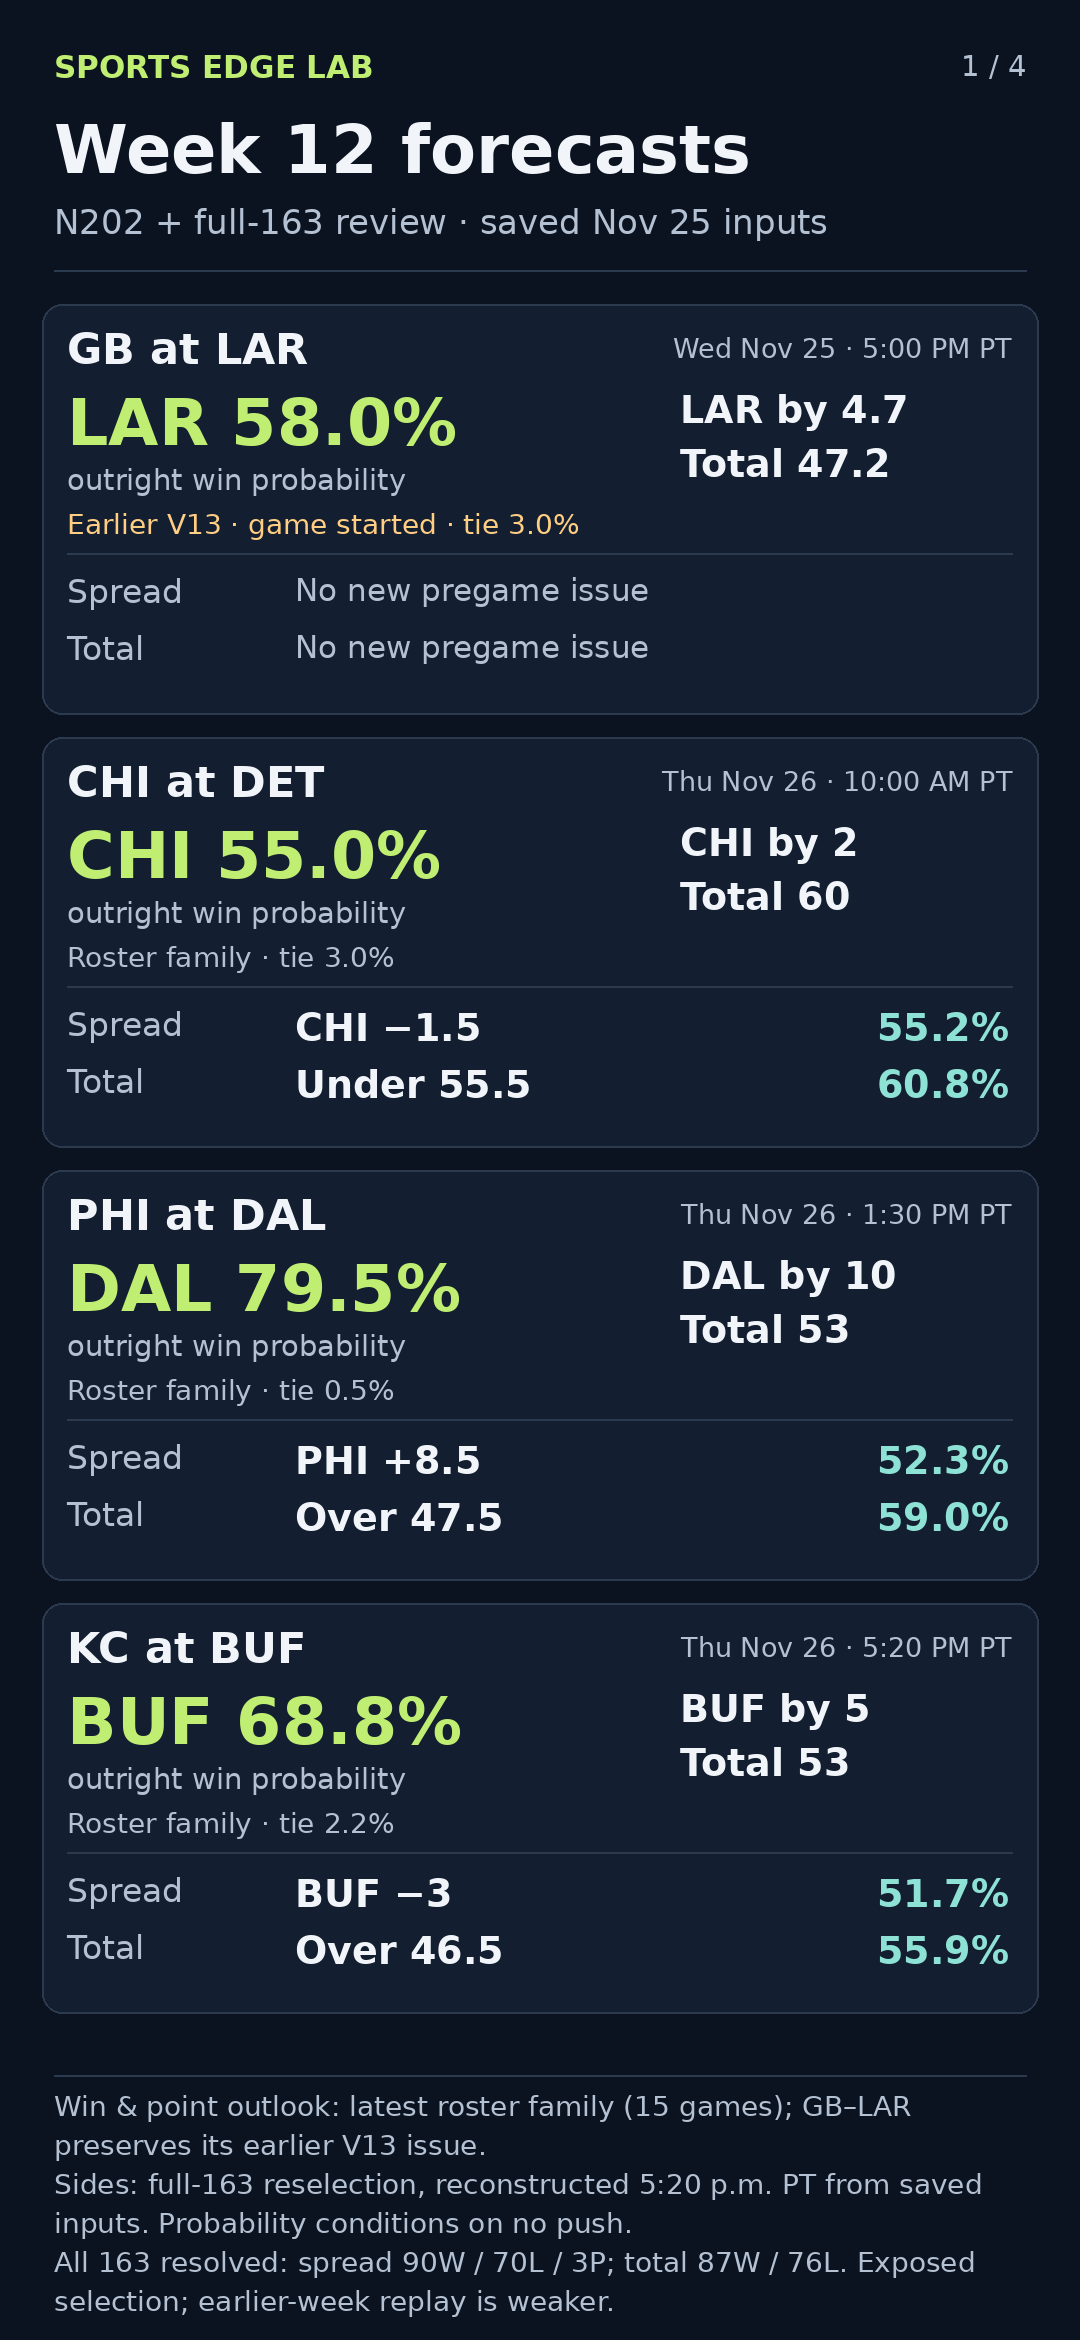 SPORTS EDGE LAB
1 / 4
Week 12 forecasts
N202 + full-163 review · saved Nov 25 inputs
GB at LAR
Wed Nov 25 · 5:00 PM PT
LAR 58.0%
LAR by 4.7
Total 47.2
outright win probability
Earlier V13 · game started · tie 3.0%
Spread No new pregame issue
Total No new pregame issue
CHI at DET
Thu Nov 26 · 10:00 AM PT
CHI 55.0%
CHI by 2
Total 60
outright win probability
Roster family · tie 3.0%
Spread CHI −1.5 55.2%
Total Under 55.5 60.8%
PHI at DAL
Thu Nov 26 · 1:30 PM PT
DAL 79.5%
DAL by 10
Total 53
outright win probability
Roster family · tie 0.5%
Spread PHI +8.5 52.3%
Total Over 47.5 59.0%
KC at BUF
Thu Nov 26 · 5:20 PM PT
BUF 68.8%
BUF by 5
Total 53
outright win probability
Roster family · tie 2.2%
Spread BUF −3 51.7%
Total Over 46.5 55.9%
Win & point outlook: latest roster family (15 games); GB–LAR
preserves its earlier V13 issue.
Sides: full-163 reselection, reconstructed 5:20 p.m. PT from saved
inputs. Probability conditions on no push.
All 163 resolved: spread 90W / 70L / 3P; total 87W / 76L. Exposed
selection; earlier-week replay is weaker.